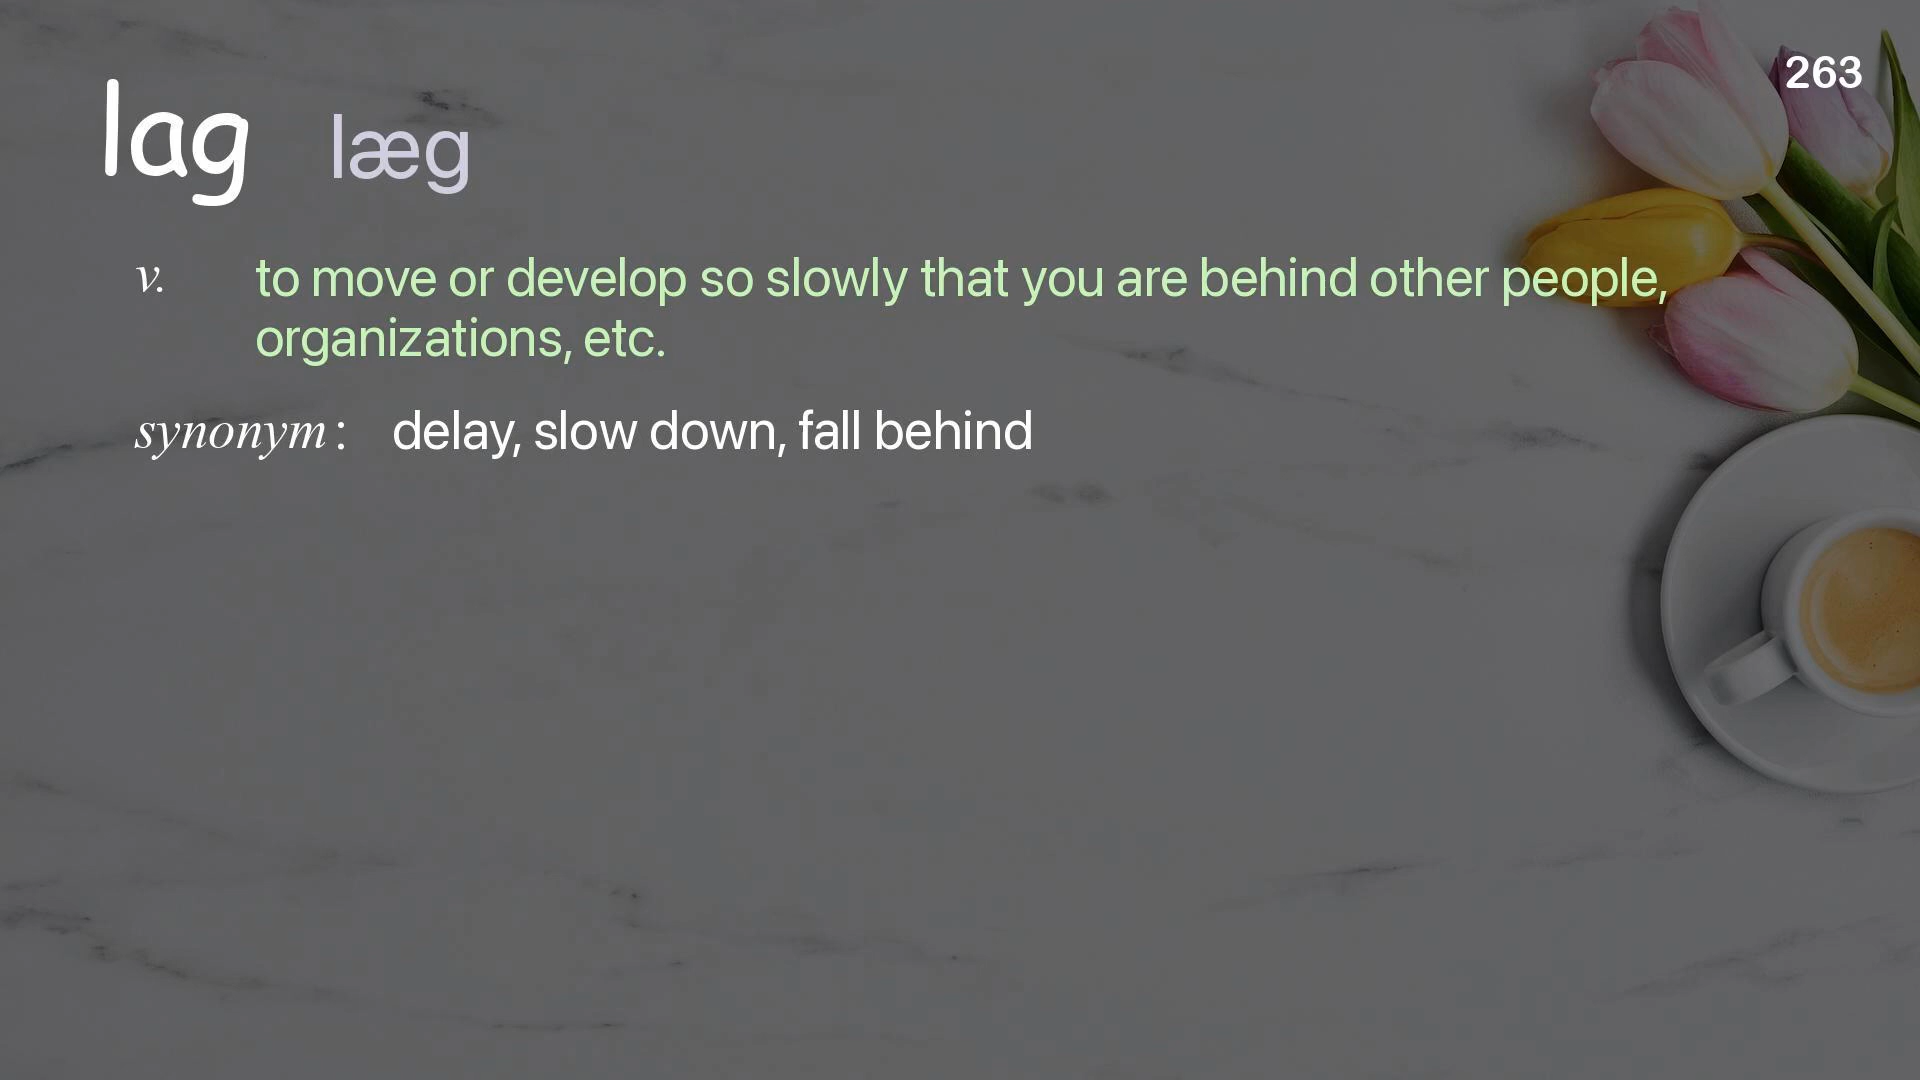 263
lag læg
v. to move or develop so slowly that you are behind other people,
organizations, etc.
synonym : delay, slow down, fall behind